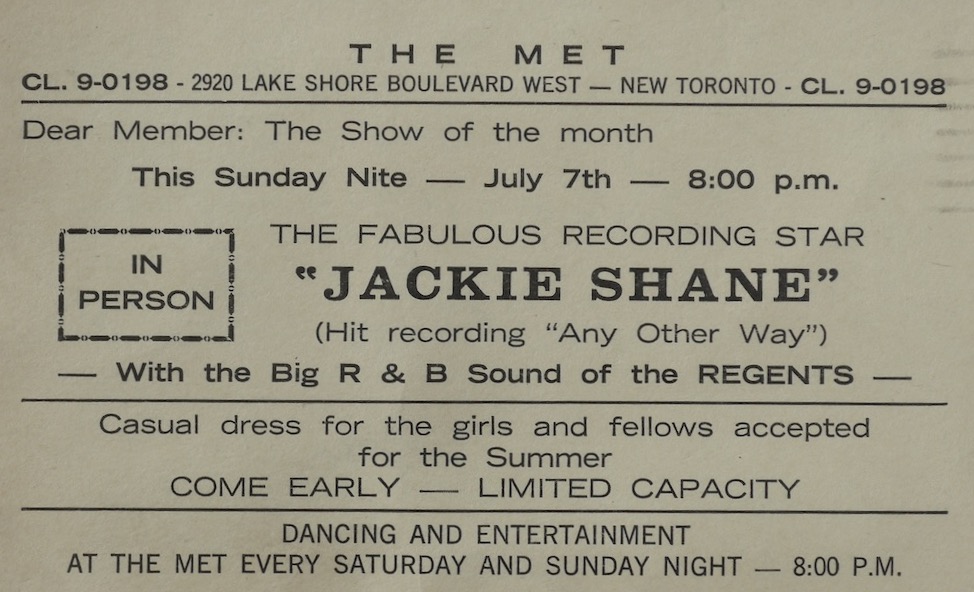 THE MET
CL. 9-0198 - 2920 LAKE SHORE BOULEVARD WEST — NEW TORONTO - CL. 9-0198
Dear Member: The Show of the month
This Sunday Nite — July 7th — 8:00 p.m.
IN
PERSON
THE FABULOUS RECORDING STAR
"JACKIE SHANE"
(Hit recording "Any Other Way")
— With the Big R & B Sound of the REGENTS —
Casual dress for the girls and fellows accepted
for the Summer
COME EARLY — LIMITED CAPACITY
DANCING AND ENTERTAINMENT
AT THE MET EVERY SATURDAY AND SUNDAY NIGHT — 8:00 P.M.